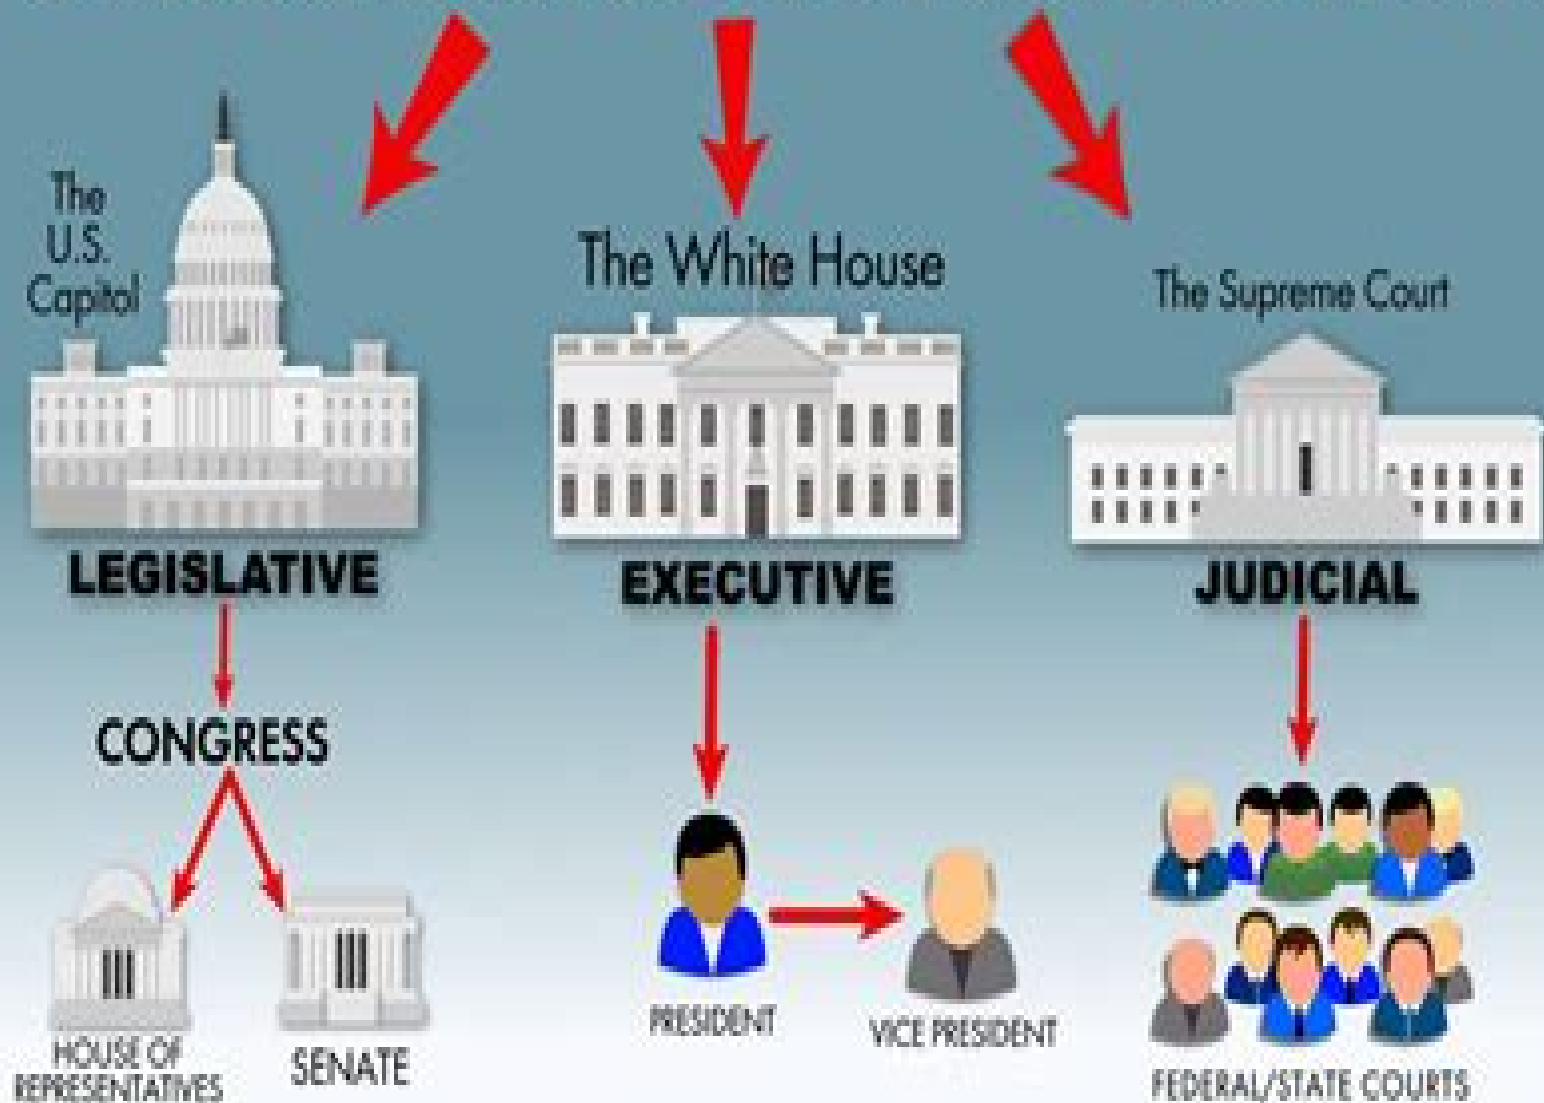 The
U.S.
Capitol
The White House
The Supreme Court
LEGISLATIVE
EXECUTIVE
JUDICIAL
CONGRESS
HOUSE OF
REPRESENTATIVES
SENATE
PRESIDENT
VICE PRESIDENT
FEDERAL/STATE COURTS